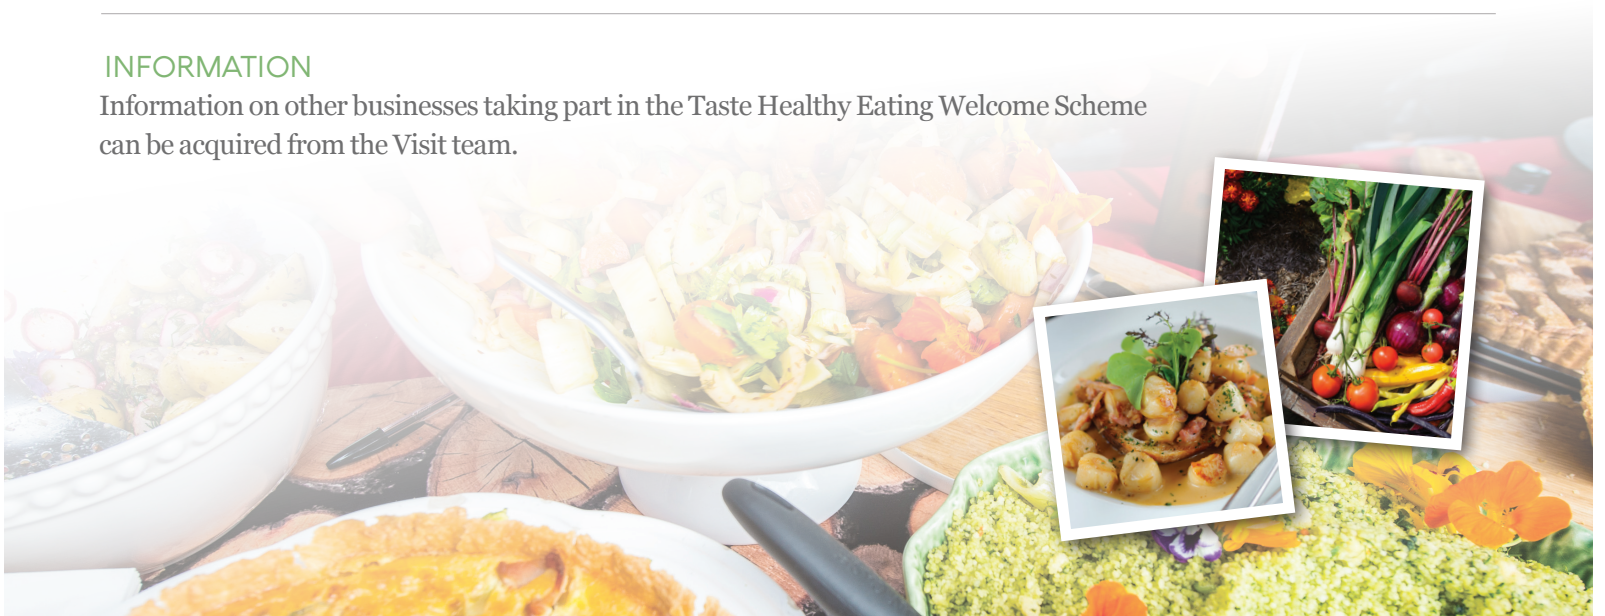 INFORMATION
Information on other businesses taking part in the Taste Healthy Eating Welcome Scheme
can be acquired from the Visit team.